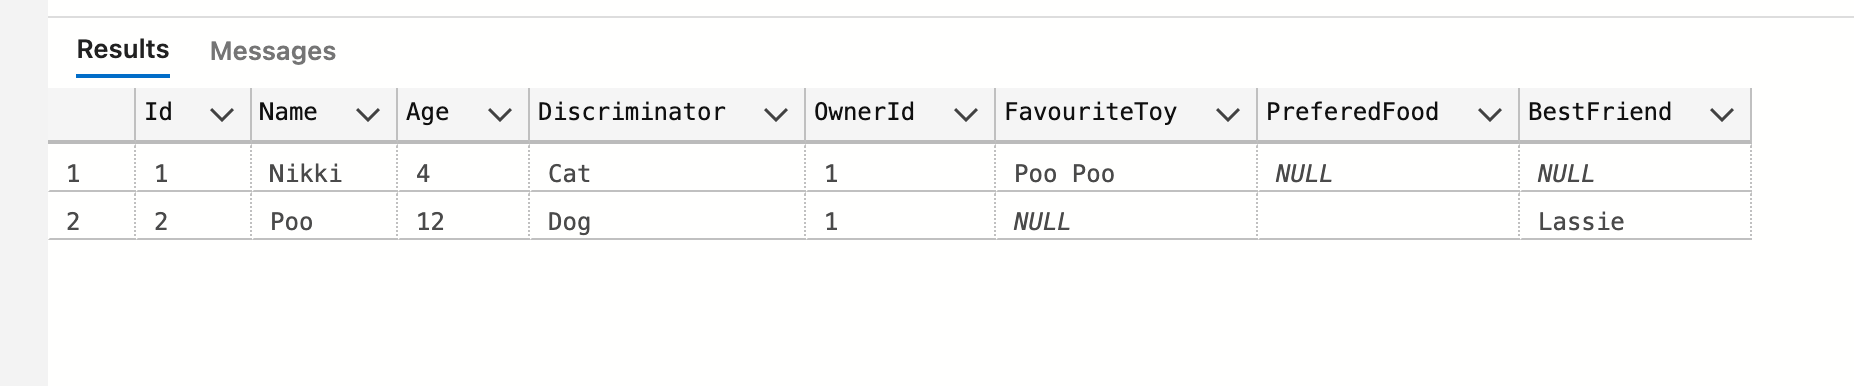 Results Messages
Id Name Age Discriminator OwnerId FavouriteToy PreferedFood BestFriend
1 1 Nikki 4 Cat 1 Poo Poo NULL NULL
2 2 Poo 12 Dog 1 NULL Lassie